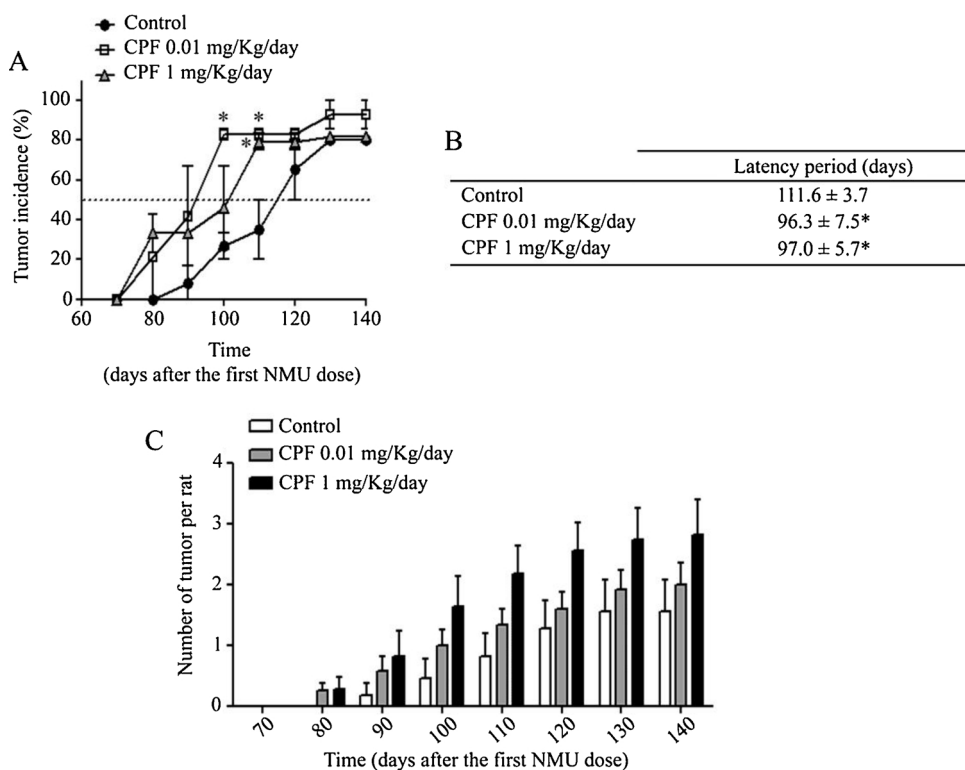 A
Control
CPF 0.01 mg/Kg/day
CPF 1 mg/Kg/day
Tumor incidence (%)
100
80
60
40
20
0
* *
*
60 80 100 120 140
Time
(days after the first NMU dose)
B
Latency period (days)
Control 111.6 ± 3.7
CPF 0.01 mg/Kg/day 96.3 ± 7.5*
CPF 1 mg/Kg/day 97.0 ± 5.7*
C
Control
CPF 0.01 mg/Kg/day
CPF 1 mg/Kg/day
Number of tumor per rat
4
3
2
1
0
70 80 90 100 110 120 130 140
Time (days after the first NMU dose)